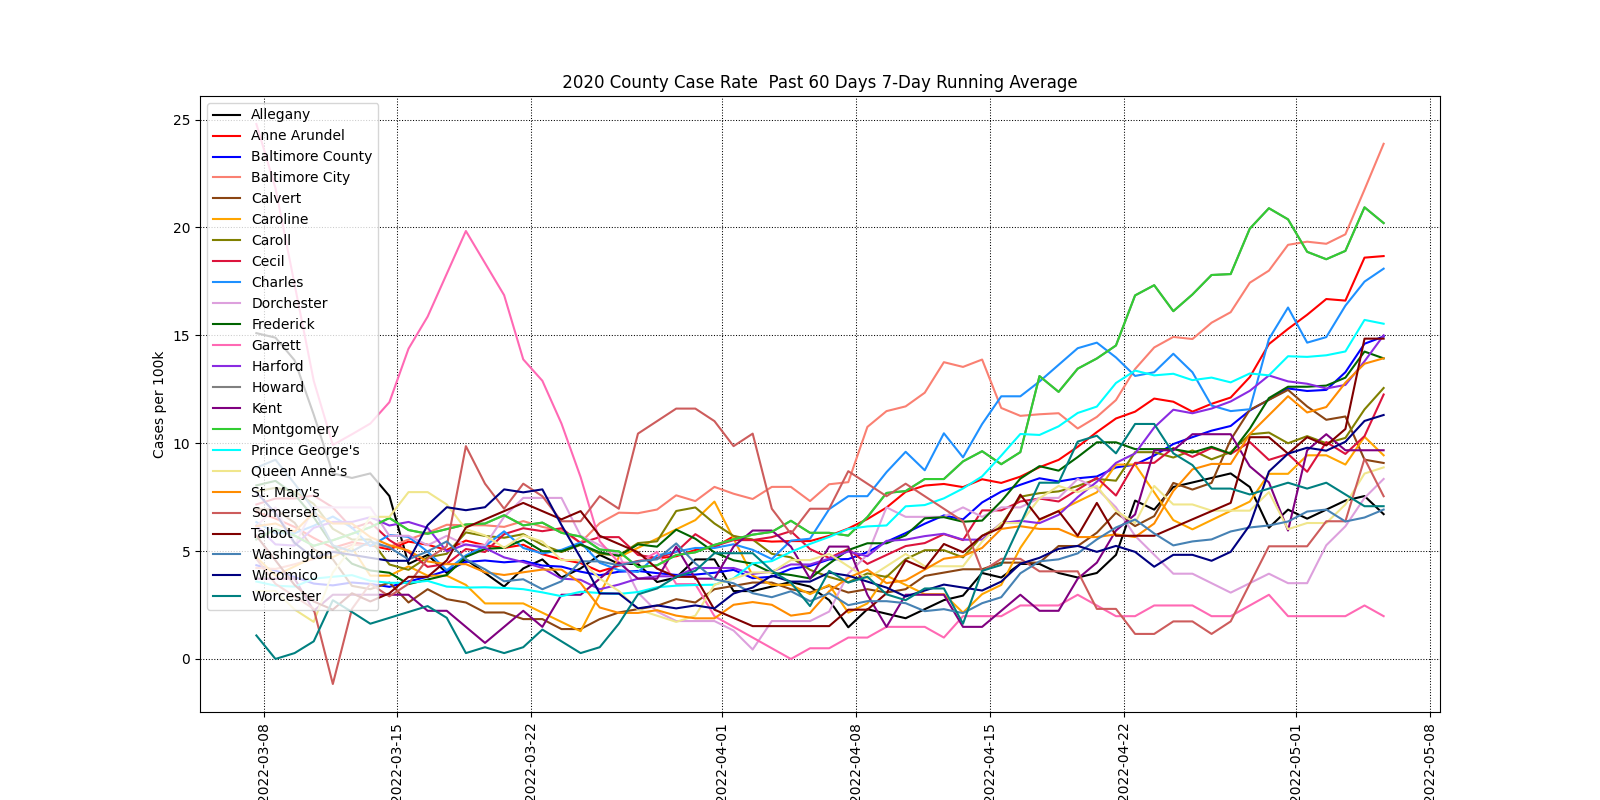 2020 County Case Rate  Past 60 Days 7-Day Running Average
Cases per 100k
25
20
15
10
5
0
Allegany
Anne Arundel
Baltimore County
Baltimore City
Calvert
Caroline
Caroll
Cecil
Charles
Dorchester
Frederick
Garrett
Harford
Howard
Kent
Montgomery
Prince George's
Queen Anne's
St. Mary's
Somerset
Talbot
Washington
Wicomico
Worcester
2022-03-08
2022-03-15
2022-03-22
2022-04-01
2022-04-08
2022-04-15
2022-04-22
2022-05-01
2022-05-08